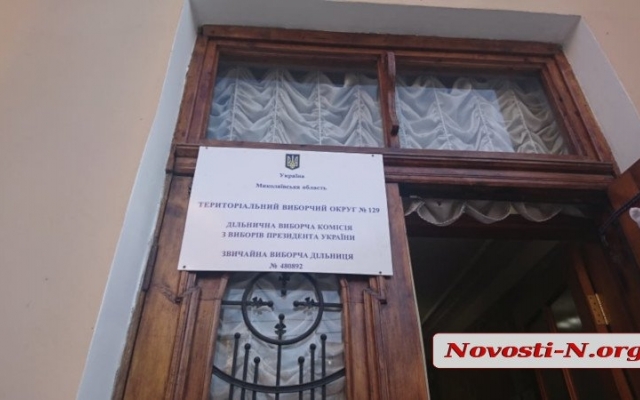 Україна
Миколаївська область
ТЕРИТОРІАЛЬНИЙ ВИБОРЧИЙ ОКРУГ № 129
ДІЛЬНИЧНА ВИБОРЧА КОМІСІЯ
З ВИБОРІВ ПРЕЗИДЕНТА УКРАЇНИ
ЗВИЧАЙНА ВИБОРЧА ДІЛЬНИЦЯ
№ 480892
Novosti-N.org